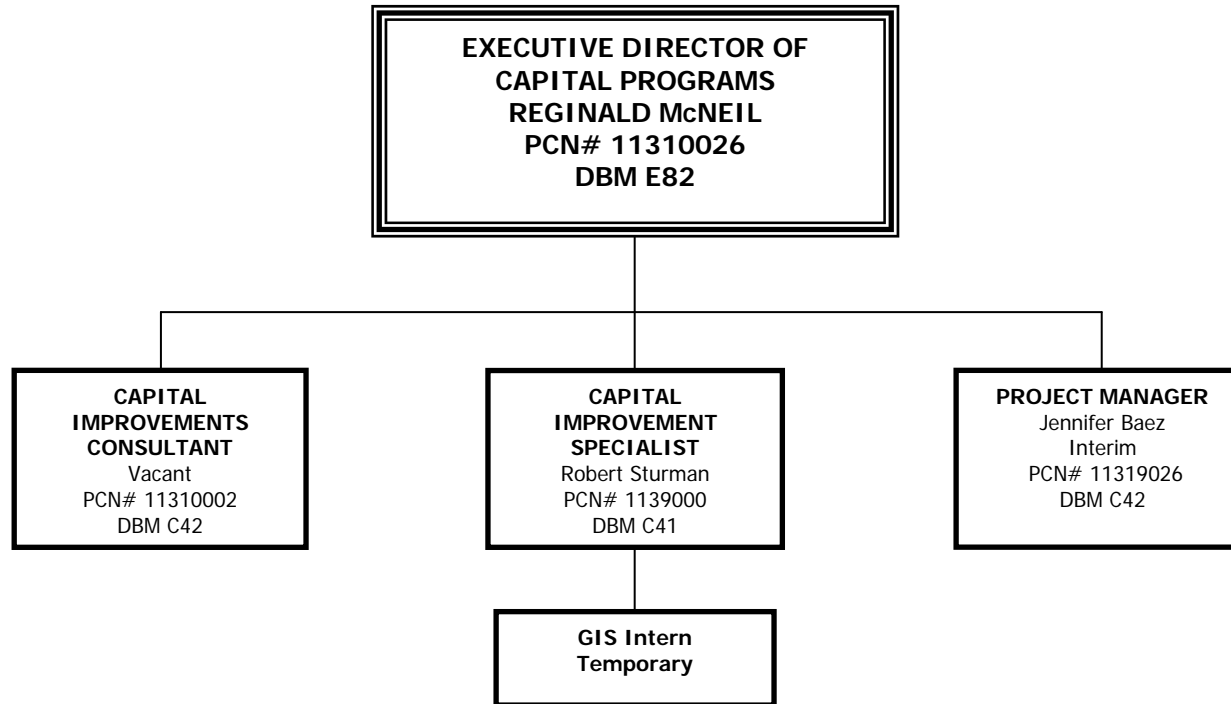 EXECUTIVE DIRECTOR OF
CAPITAL PROGRAMS
REGINALD McNEIL
PCN# 11310026
DBM E82
CAPITAL
IMPROVEMENTS
CONSULTANT
Vacant
PCN# 11310002
DBM C42
CAPITAL
IMPROVEMENT
SPECIALIST
Robert Sturman
PCN# 1139000
DBM C41
PROJECT MANAGER
Jennifer Baez
Interim
PCN# 11319026
DBM C42
GIS Intern
Temporary